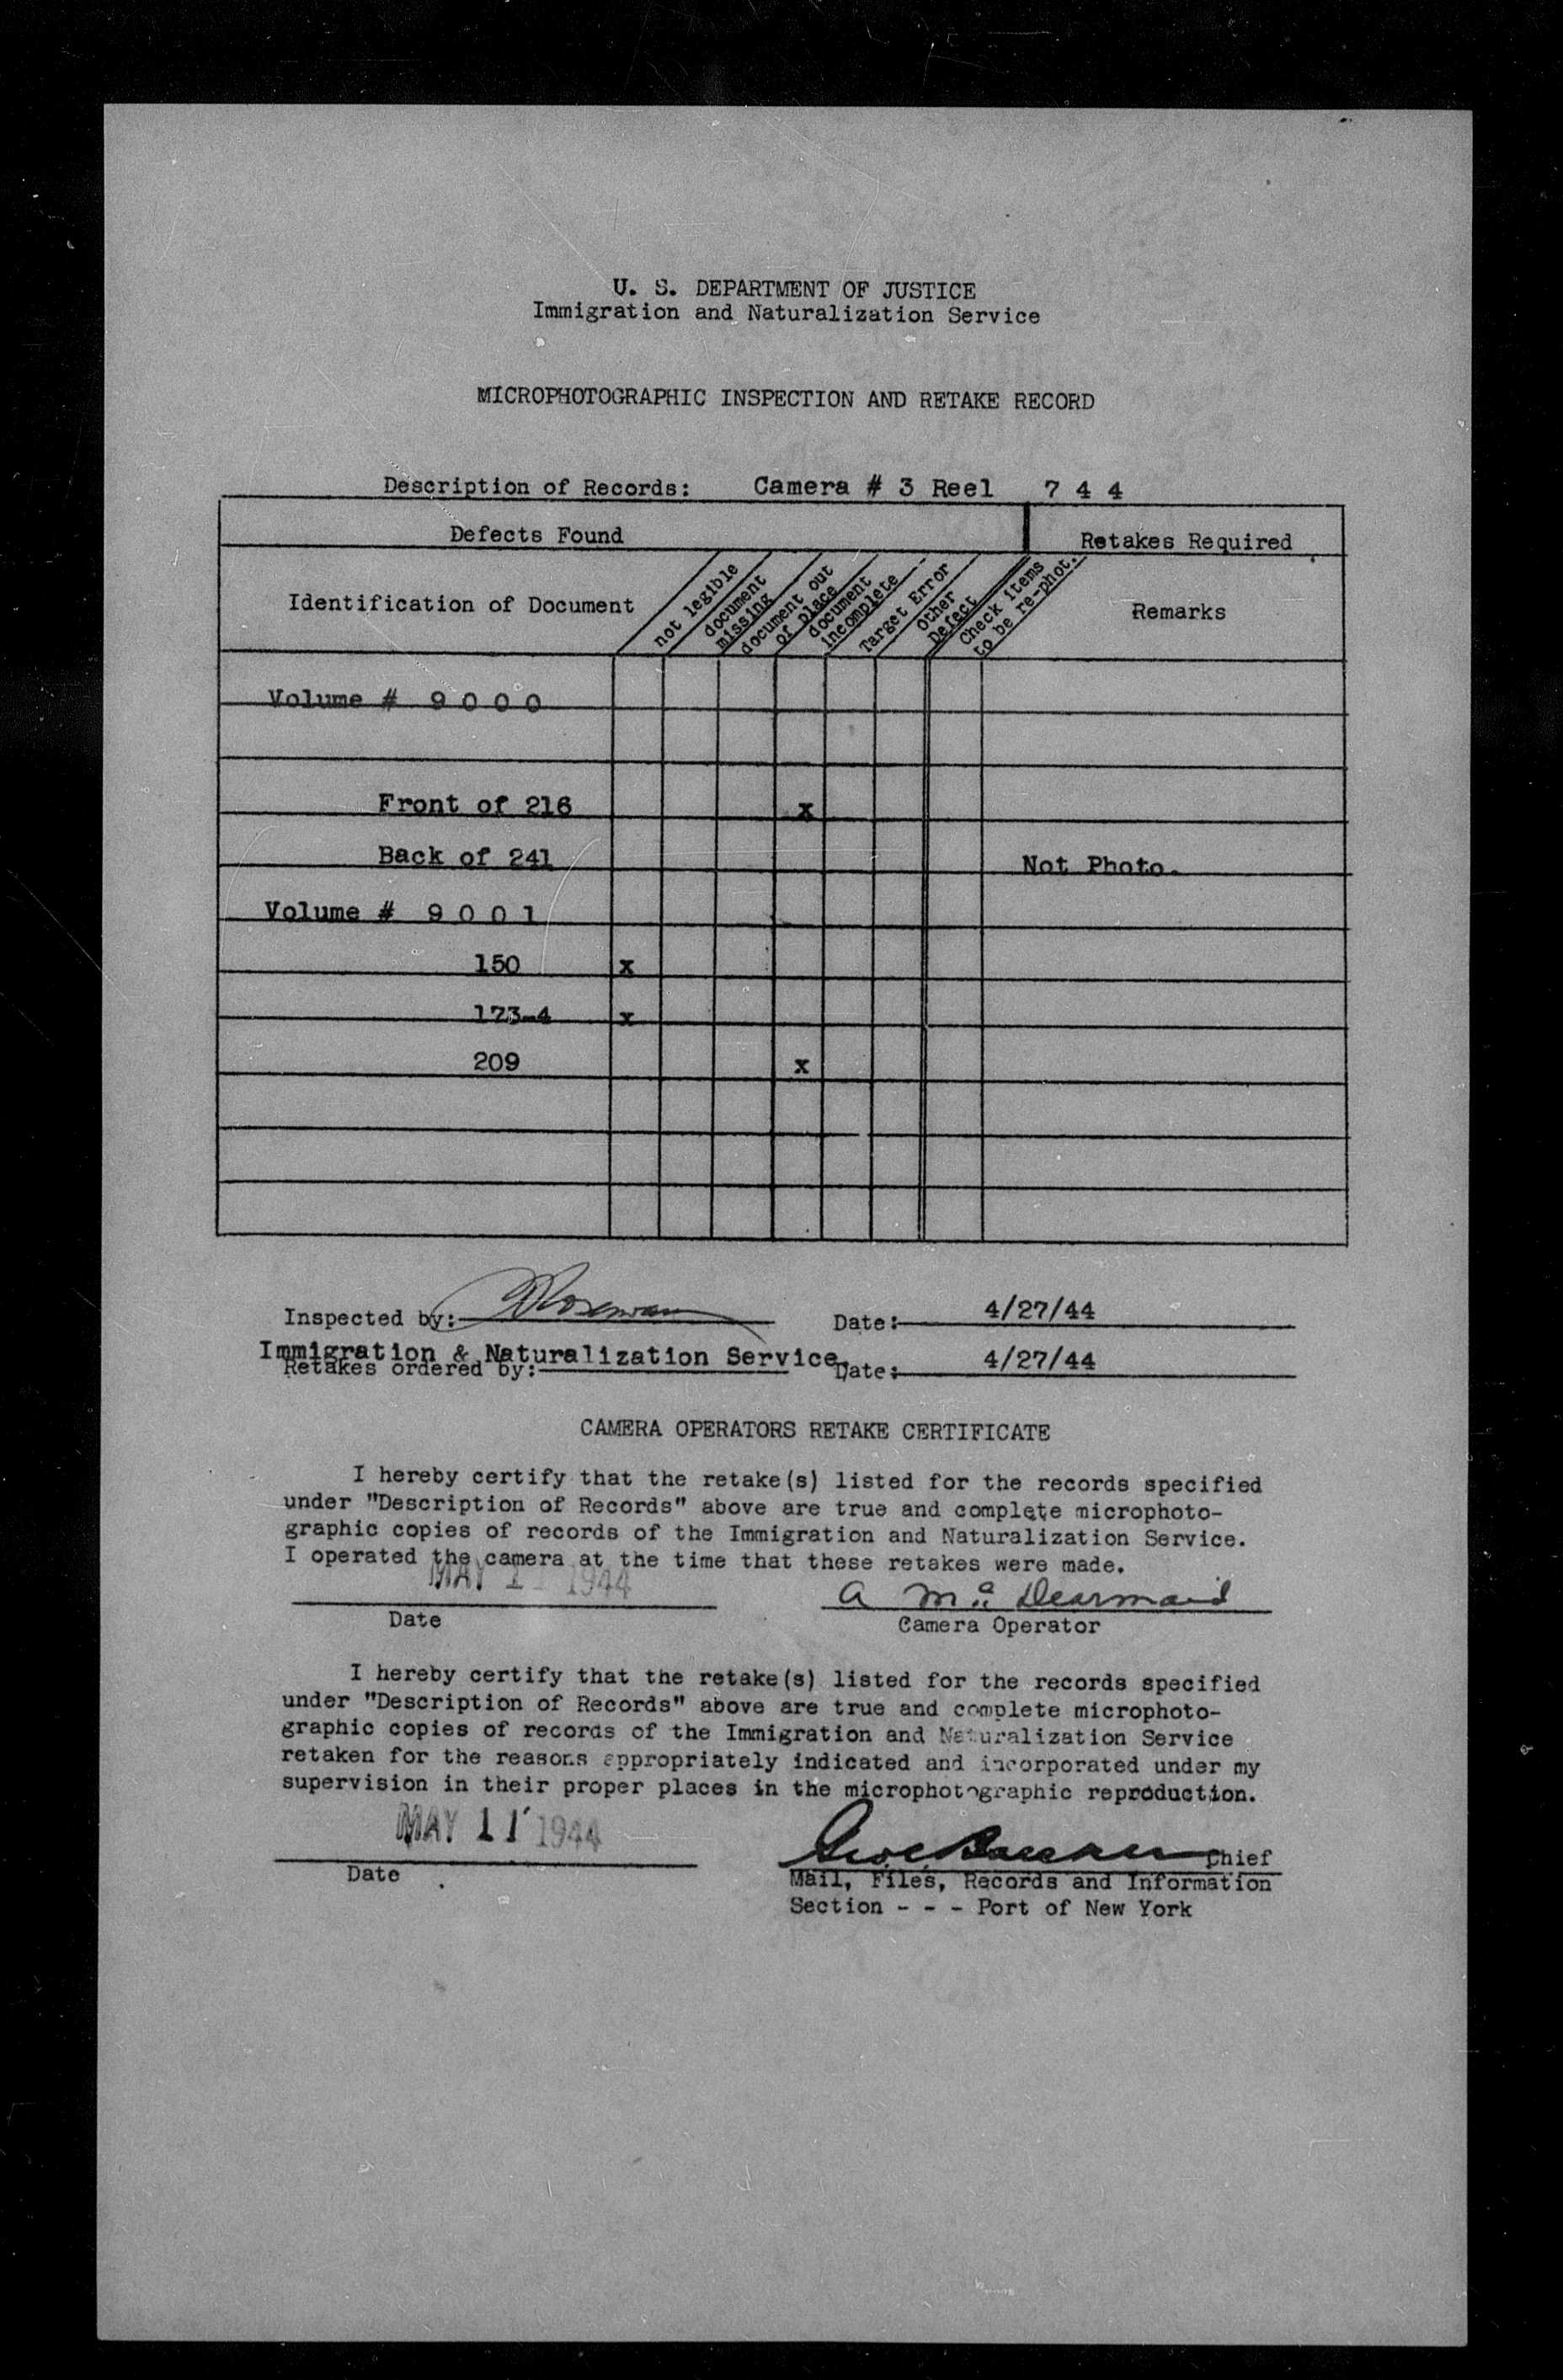 U. S. DEPARTMENT OF JUSTICE
Immigration and Naturalization Service
MICROPHOTOGRAPHIC INSPECTION AND RETAKE RECORD
Description of Records: Camera # 3 Reel 7 4 4
Defects Found
Retakes Required
Identification of Document
not legible
document missing
document out of place
document incomplete
Target Error
Other Defect
Check items to be re-phot.
Remarks
Volume # 9 0 0 0
Front of 216 x
Back of 241 Not Photo.
Volume # 9 0 0 1
150 x
173-4 x
209 x
Inspected by: Date: 4/27/44
Immigration & Naturalization Service.
Retakes ordered by: Date: 4/27/44
CAMERA OPERATORS RETAKE CERTIFICATE
I hereby certify that the retake(s) listed for the records specified
under "Description of Records" above are true and complete microphoto-
graphic copies of records of the Immigration and Naturalization Service.
I operated the camera at the time that these retakes were made.
MAY 1944
A Mc Dearmaid
Date
Camera Operator
I hereby certify that the retake(s) listed for the records specified
under "Description of Records" above are true and complete microphoto-
graphic copies of records of the Immigration and Naturalization Service
retaken for the reasons appropriately indicated and incorporated under my
supervision in their proper places in the microphotographic reproduction.
MAY 11 1944
Chief
Date
Mail, Files, Records and Information
Section - - - Port of New York